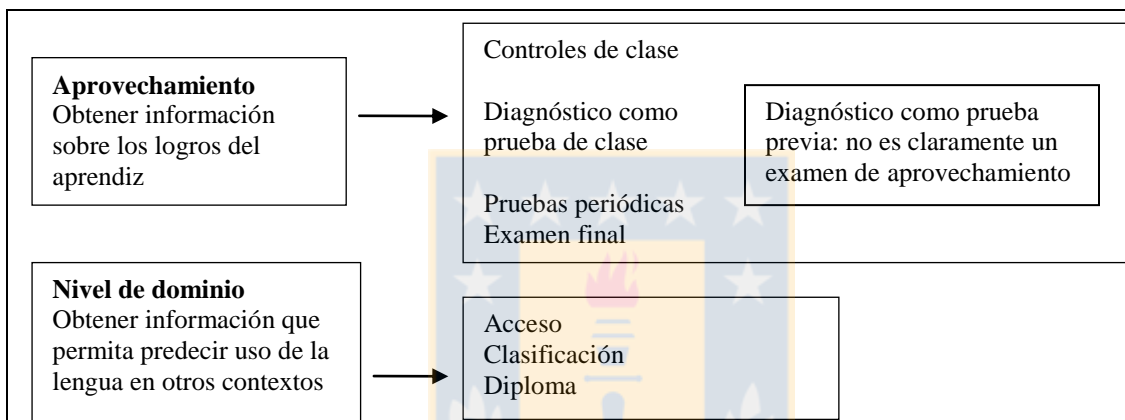 Aprovechamiento
Obtener información
sobre los logros del
aprendiz
Controles de clase
Diagnóstico como
prueba de clase
Pruebas periódicas
Examen final
Diagnóstico como prueba
previa: no es claramente un
examen de aprovechamiento
Nivel de dominio
Obtener información que
permita predecir uso de la
lengua en otros contextos
Acceso
Clasificación
Diploma